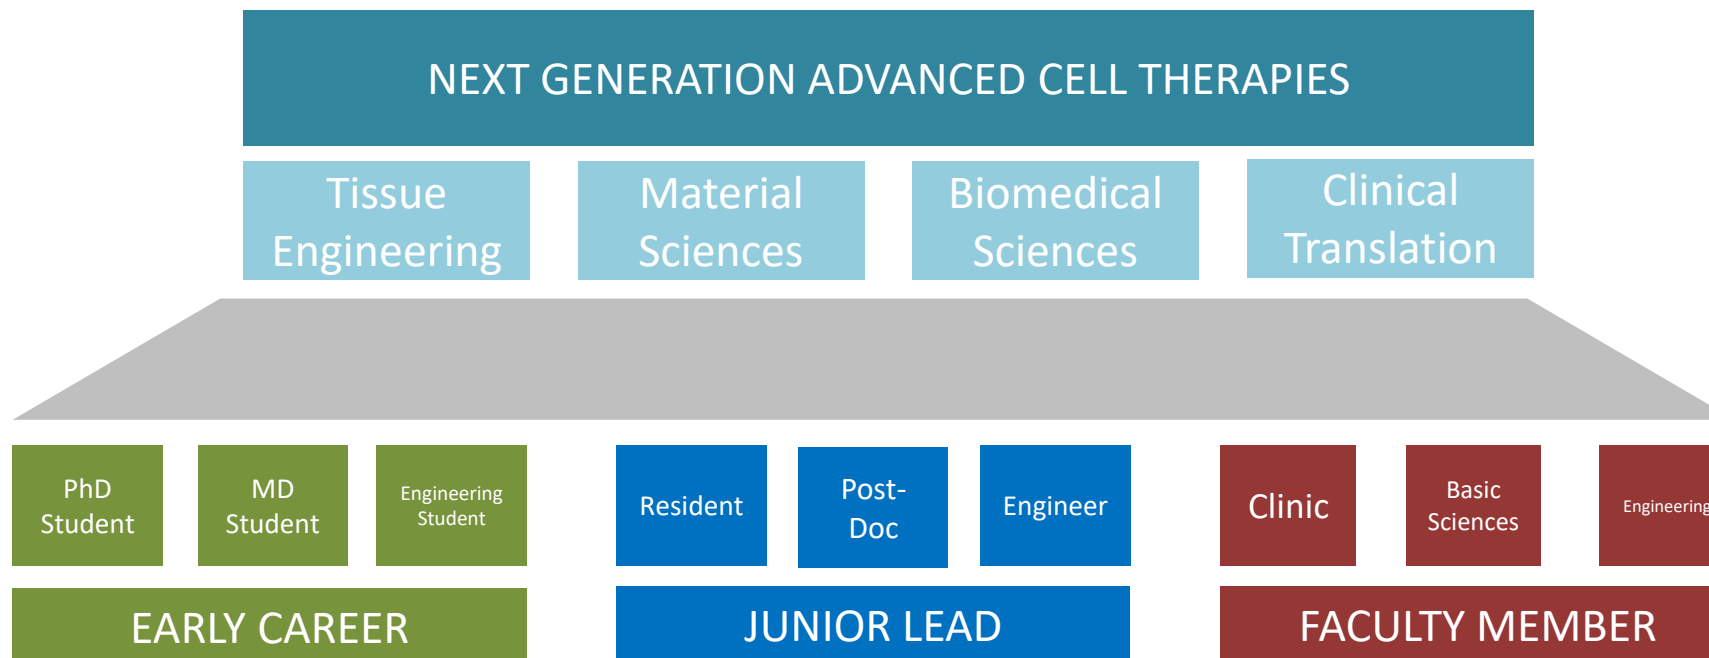 NEXT GENERATION ADVANCED CELL THERAPIES
Tissue
Engineering
Material
Sciences
Biomedical
Sciences
Clinical
Translation
PhD
Student
MD
Student
Engineering
Student
Resident
Post-
Doc
Engineer
Clinic
Basic
Sciences
Engineering
EARLY CAREER
JUNIOR LEAD
FACULTY MEMBER